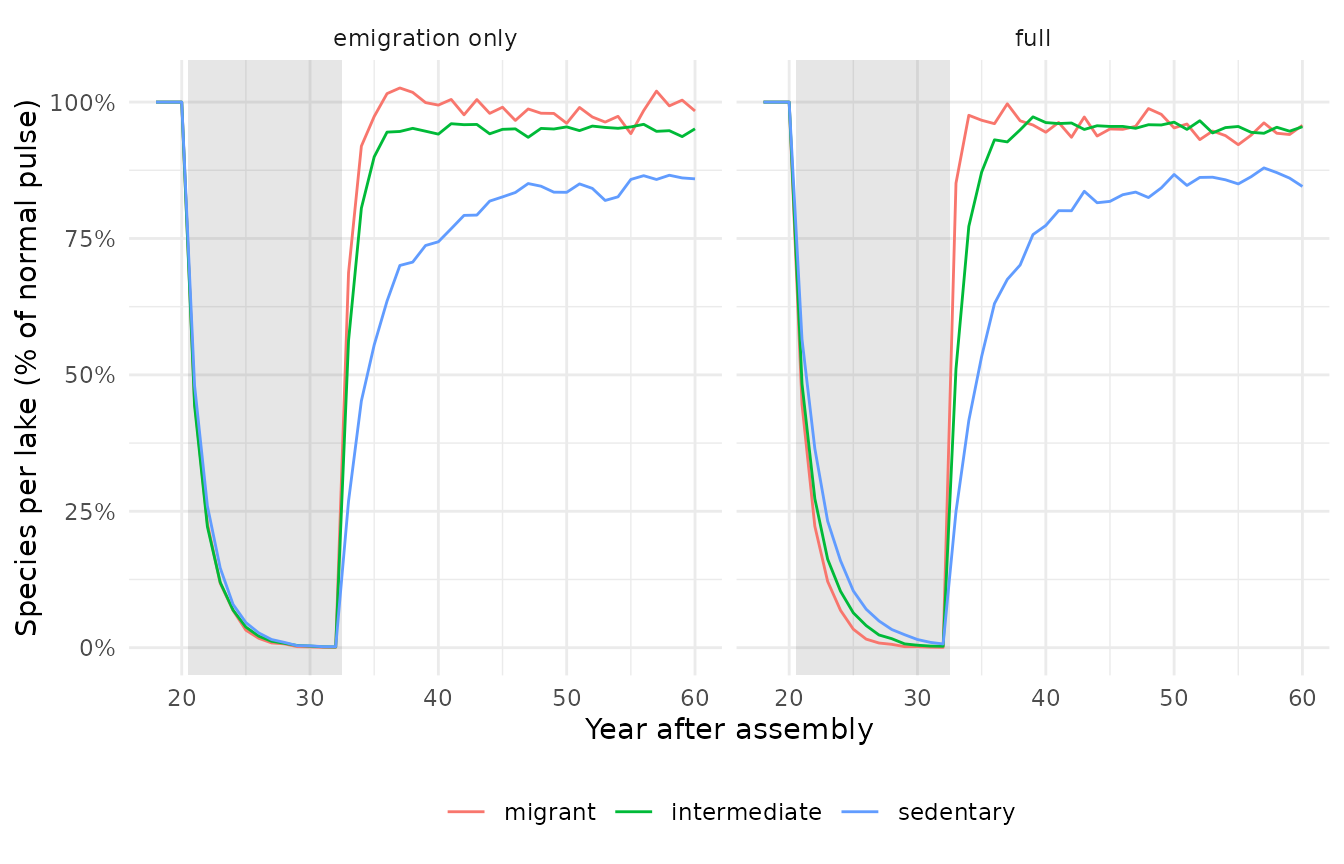 emigration only
full
Species per lake (% of normal pulse)
100%
75%
50%
25%
0%
20 30 40 50 60
20 30 40 50 60
Year after assembly
migrant intermediate sedentary